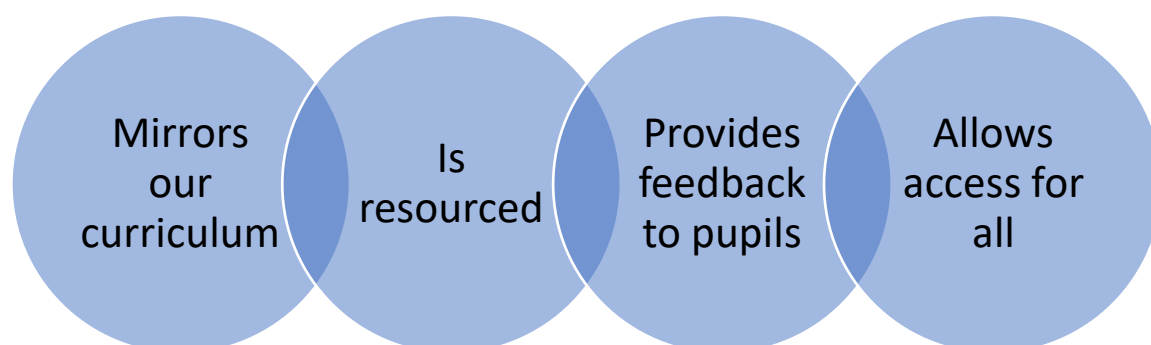 Mirrors
our
curriculum
Is
resourced
Provides
feedback
to pupils
Allows
access for
all